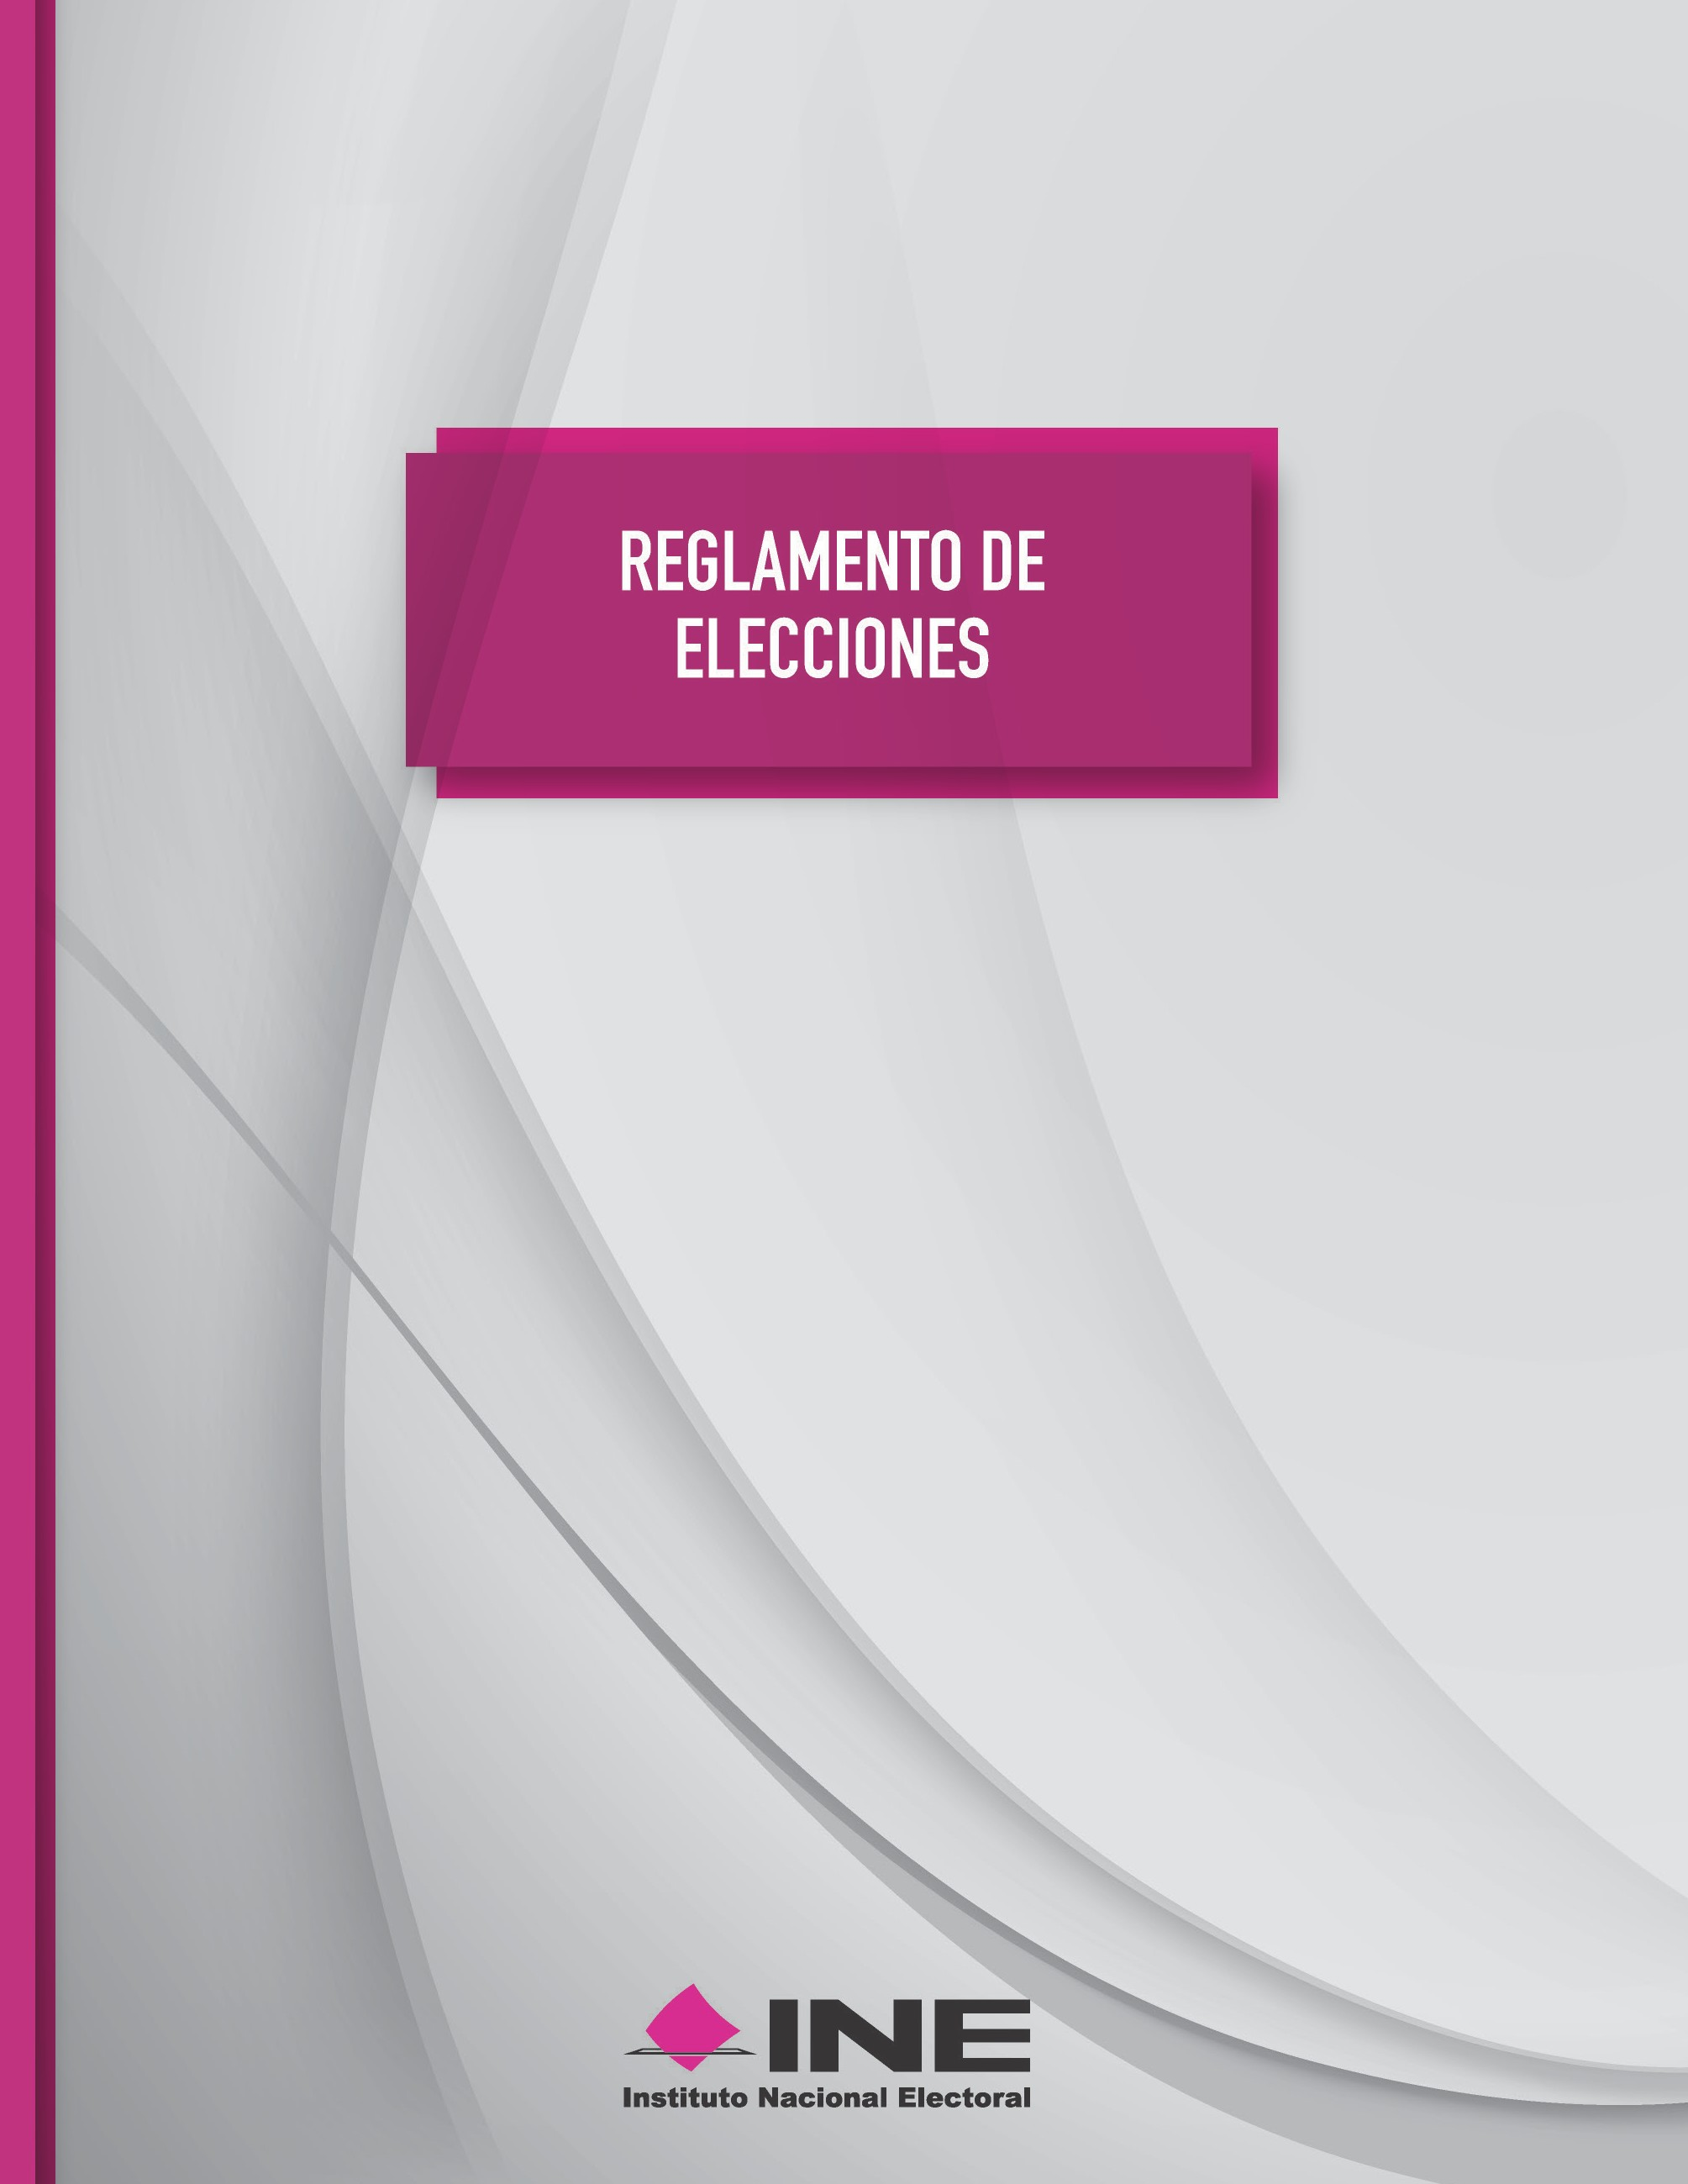 REGLAMENTO DE
ELECCIONES
INE
Instituto Nacional Electoral